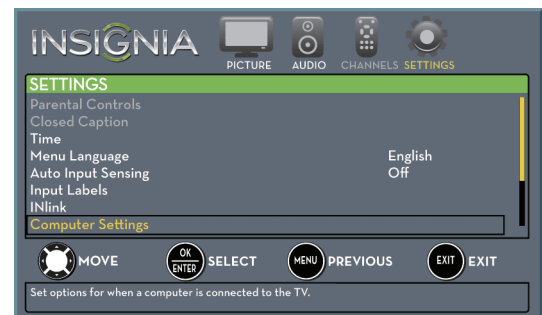 INSIGNIA
PICTURE AUDIO CHANNELS SETTINGS
SETTINGS
Parental Controls
Closed Caption
Time
Menu Language English
Auto Input Sensing Off
Input Labels
INlink
Computer Settings
MOVE OK ENTER SELECT MENU PREVIOUS EXIT EXIT
Set options for when a computer is connected to the TV.